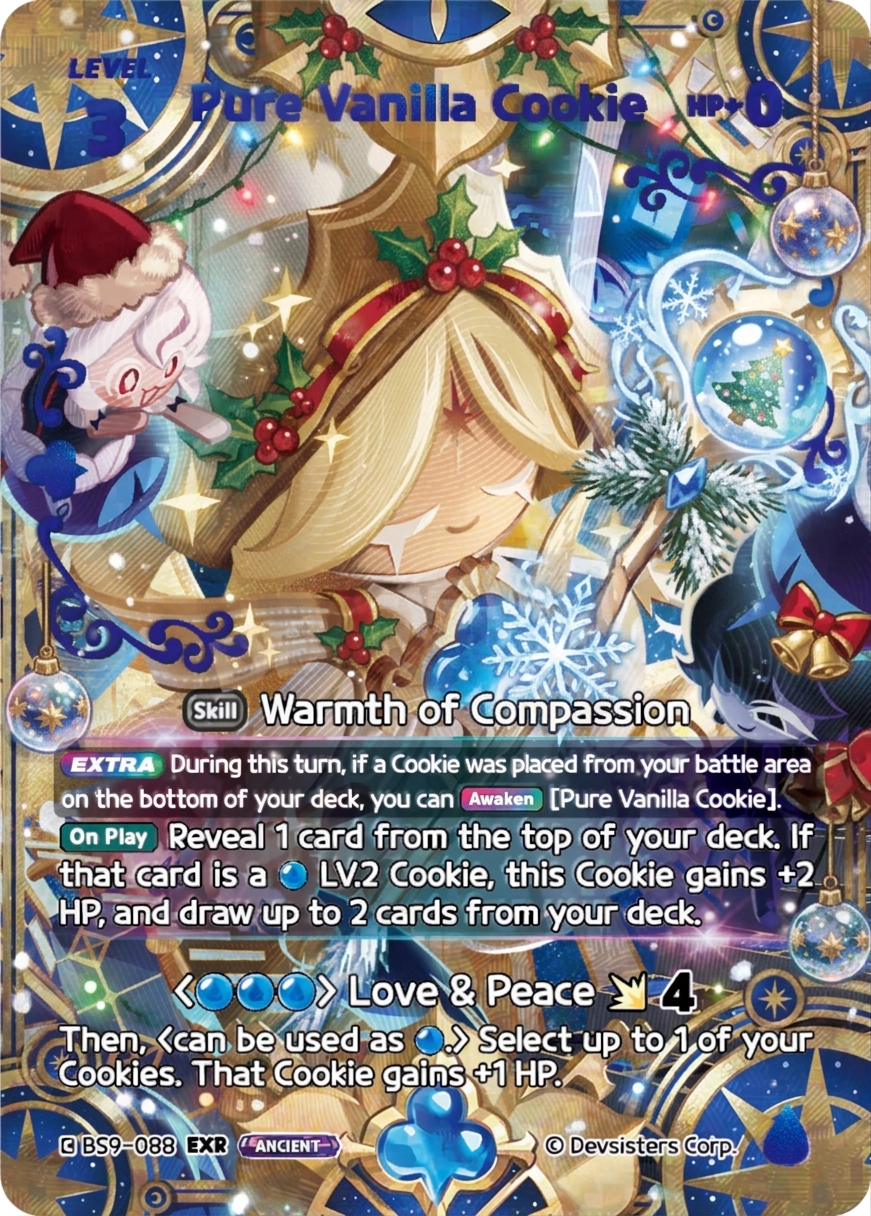 LEVEL
3
Pure Vanilla Cookie HP+0
Skill Warmth of Compassion
EXTRA During this turn, if a Cookie was placed from your battle area
on the bottom of your deck, you can Awaken [Pure Vanilla Cookie].
On Play Reveal 1 card from the top of your deck. If
that card is a LV.2 Cookie, this Cookie gains +2
HP, and draw up to 2 cards from your deck.
< > Love & Peace 4
Then, <can be used as .> Select up to 1 of your
Cookies. That Cookie gains +1 HP.
C BS9-088 EXR ANCIENT © Devsisters Corp.